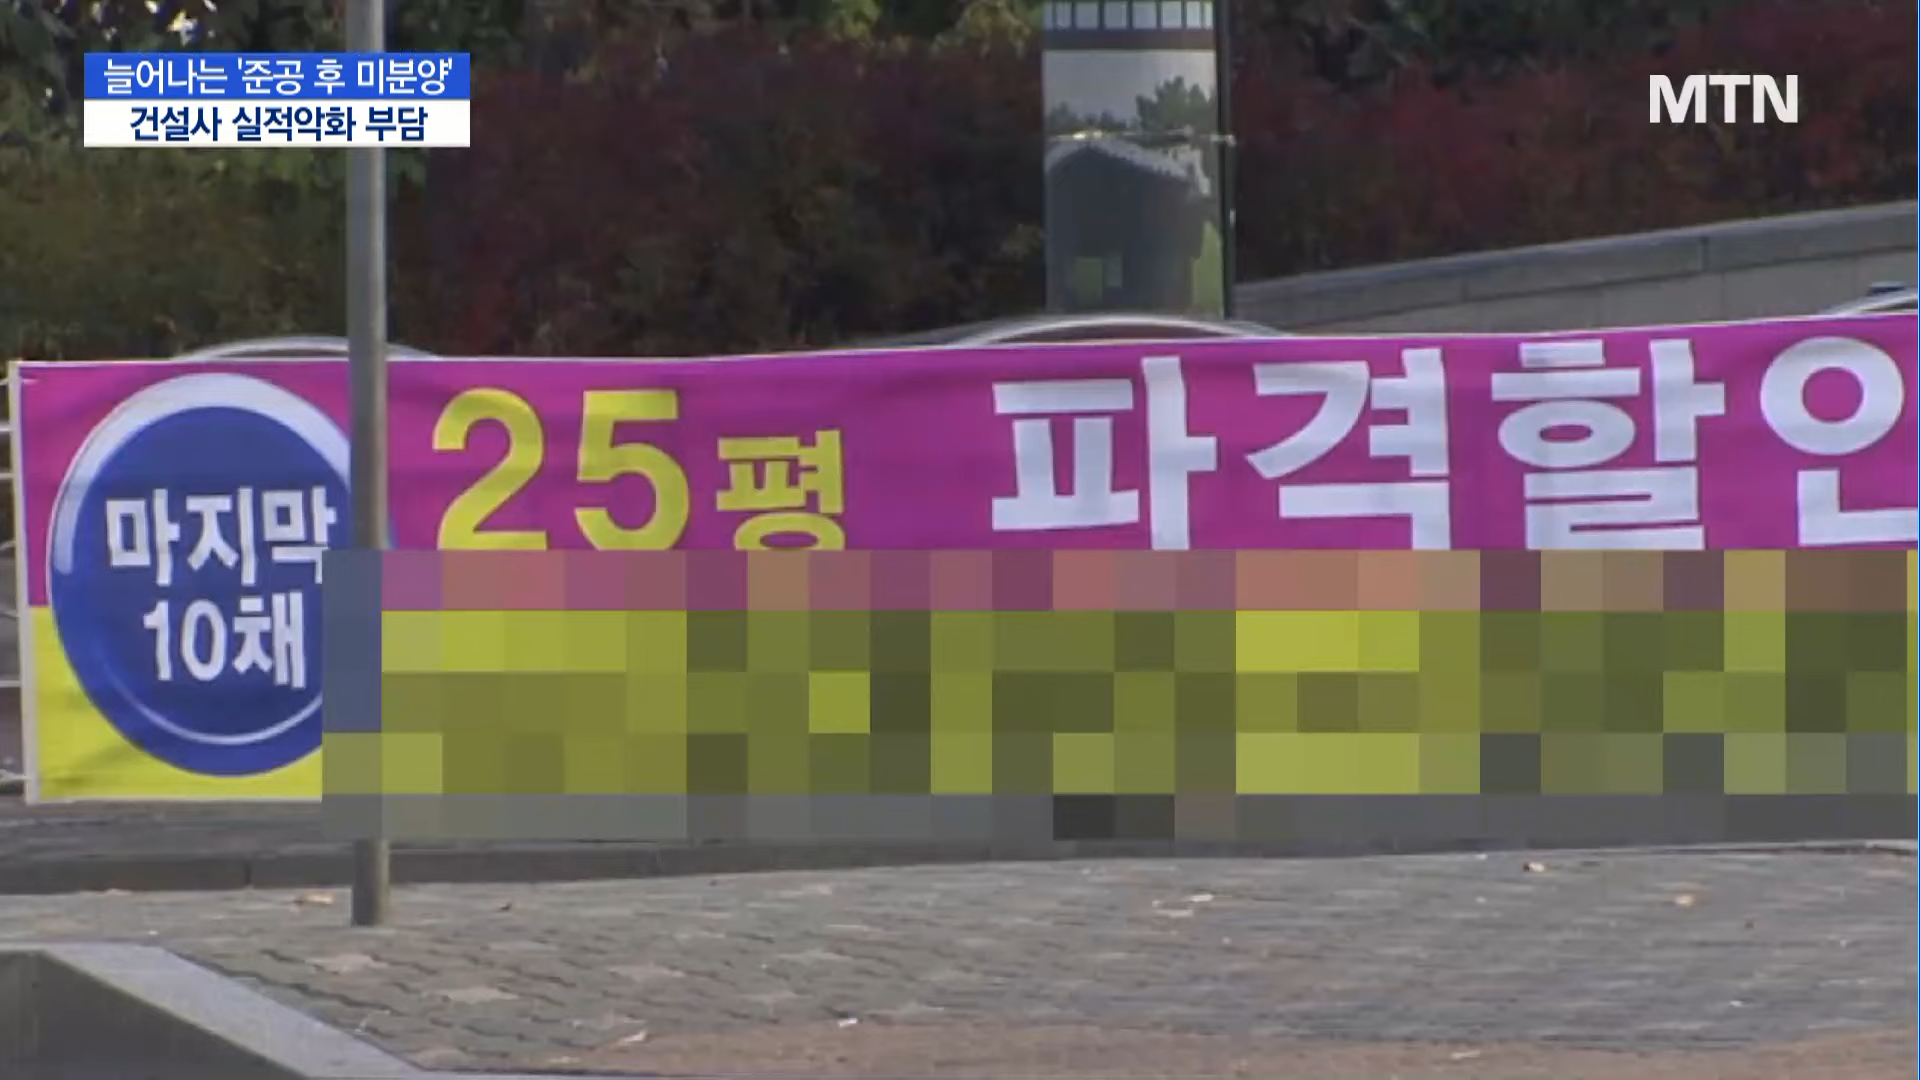 늘어나는 '준공 후 미분양'
건설사 실적악화 부담
MTN
마지막
10채
25평 파격할인